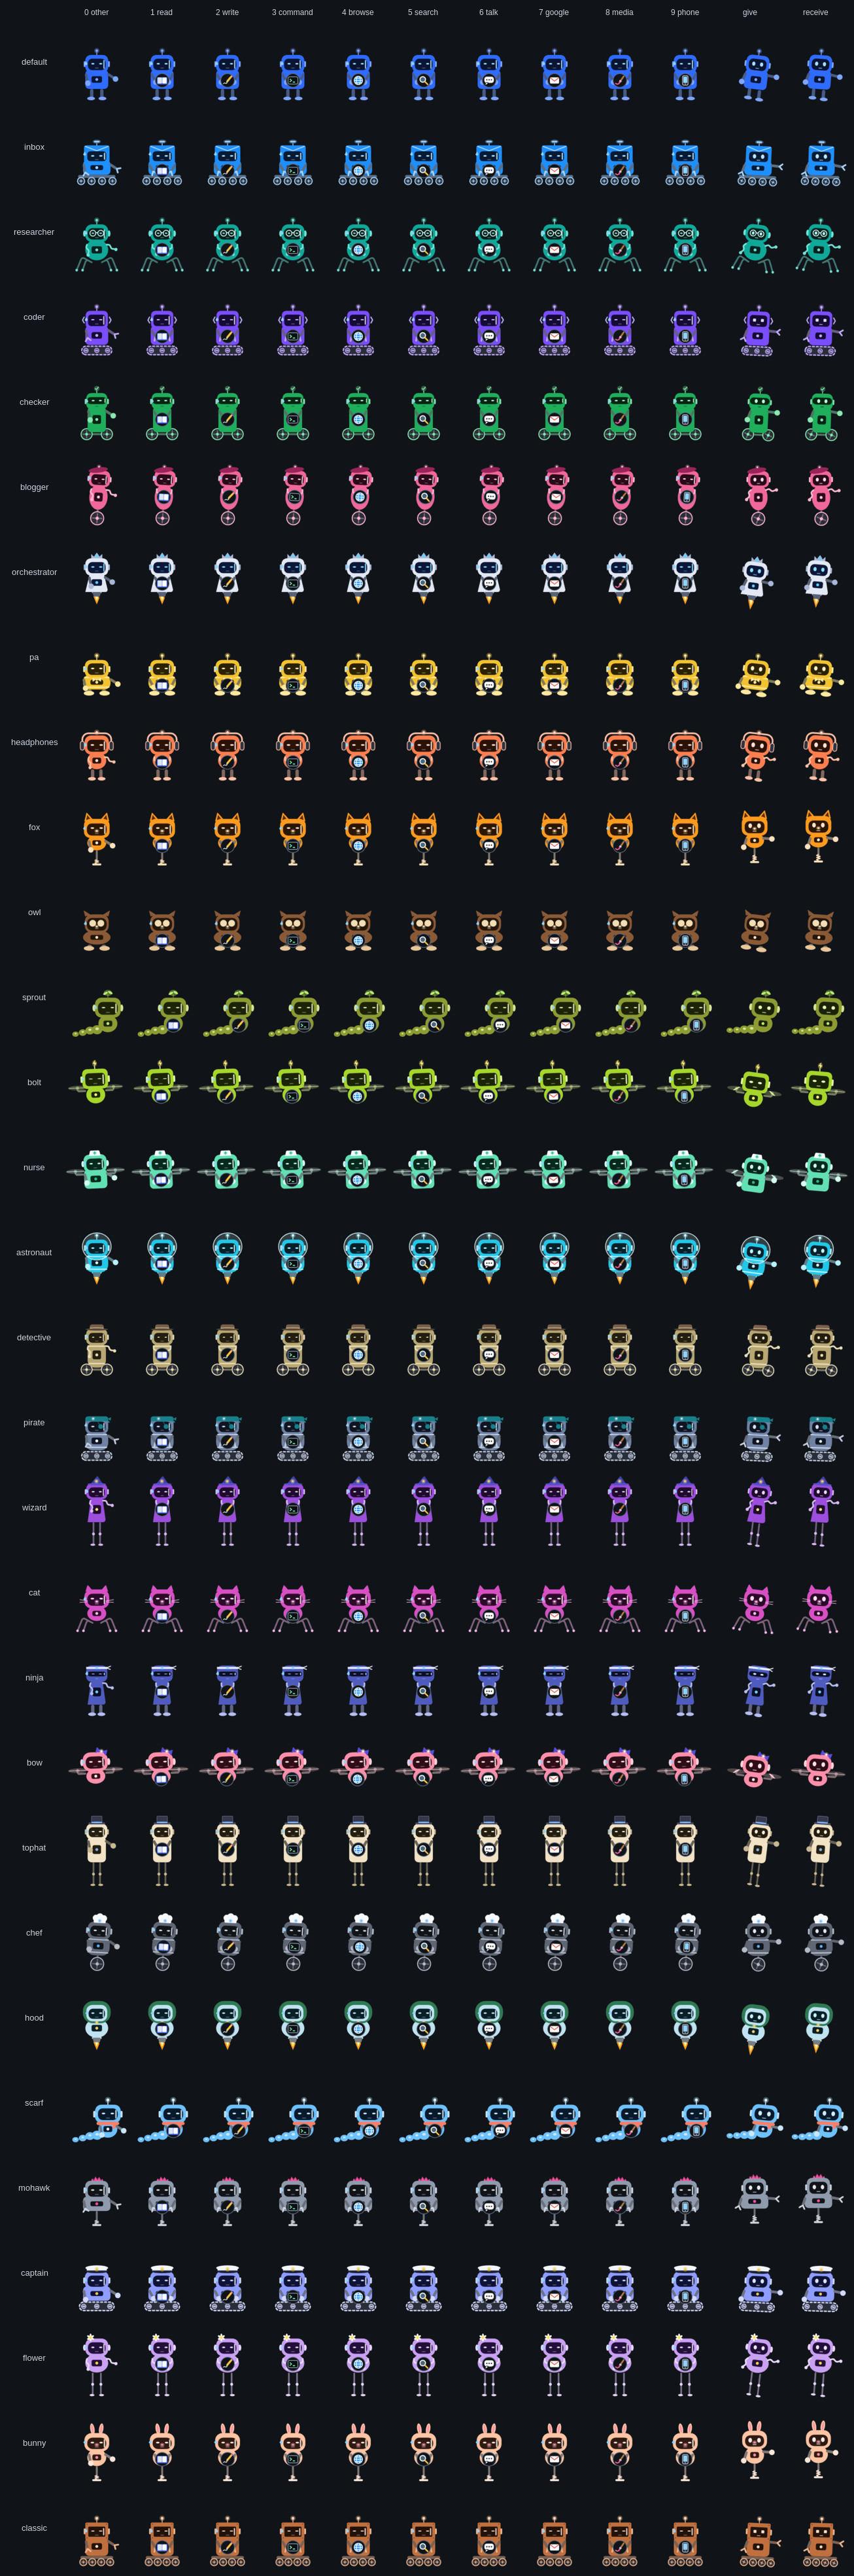 0 other 1 read 2 write 3 command 4 browse 5 search 6 talk 7 google 8 media 9 phone give receive
default
inbox
researcher
coder
checker
blogger
orchestrator
pa
headphones
fox
owl
sprout
bolt
nurse
astronaut
detective
pirate
wizard
cat
ninja
bow
tophat
chef
hood
scarf
mohawk
captain
flower
bunny
classic